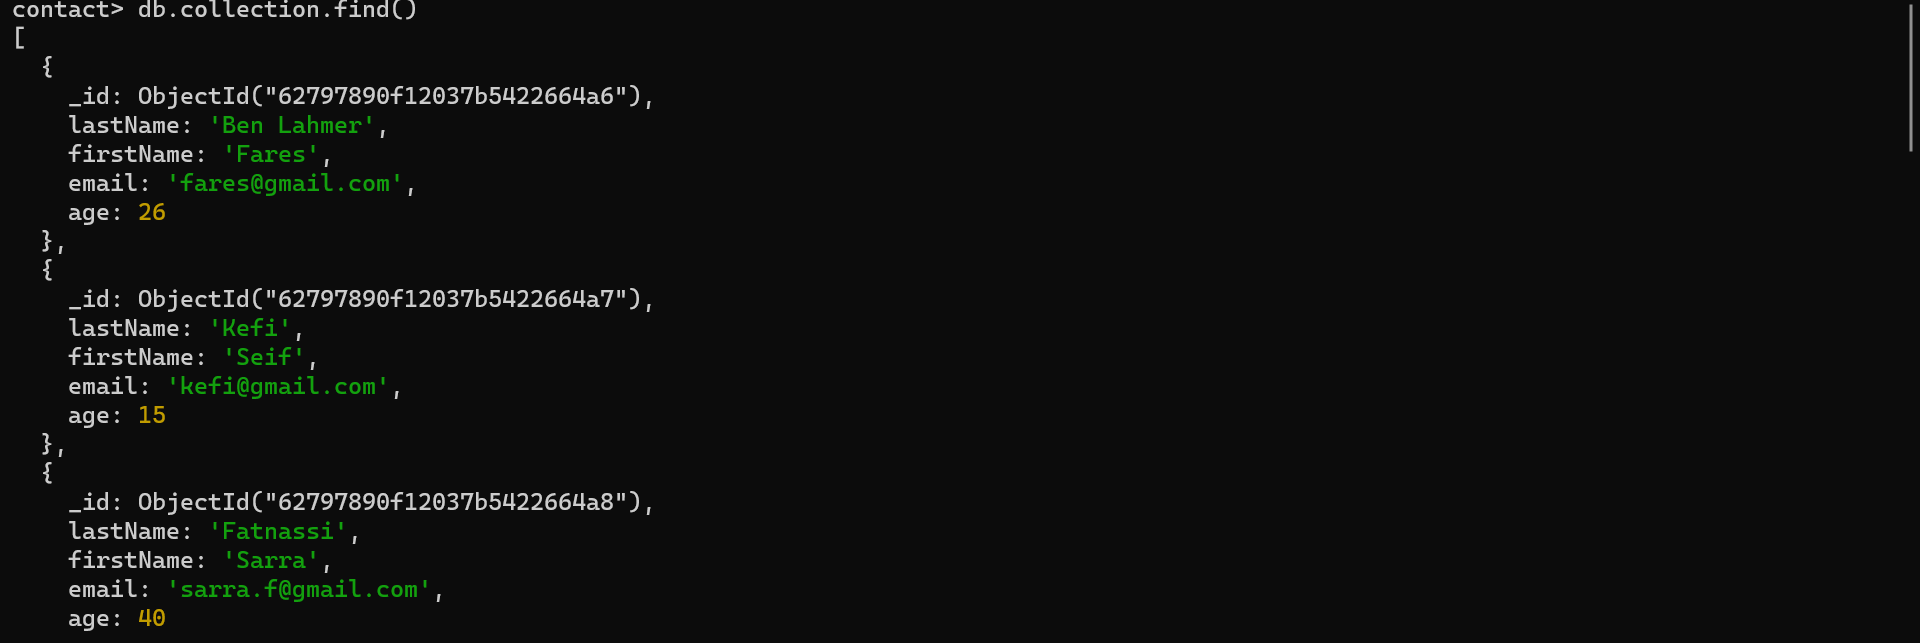 contact> db.collection.find()
[
  {
    _id: ObjectId("62797890f12037b5422664a6"),
    lastName: 'Ben Lahmer',
    firstName: 'Fares',
    email: 'fares@gmail.com',
    age: 26
  },
  {
    _id: ObjectId("62797890f12037b5422664a7"),
    lastName: 'Kefi',
    firstName: 'Seif',
    email: 'kefi@gmail.com',
    age: 15
  },
  {
    _id: ObjectId("62797890f12037b5422664a8"),
    lastName: 'Fatnassi',
    firstName: 'Sarra',
    email: 'sarra.f@gmail.com',
    age: 40